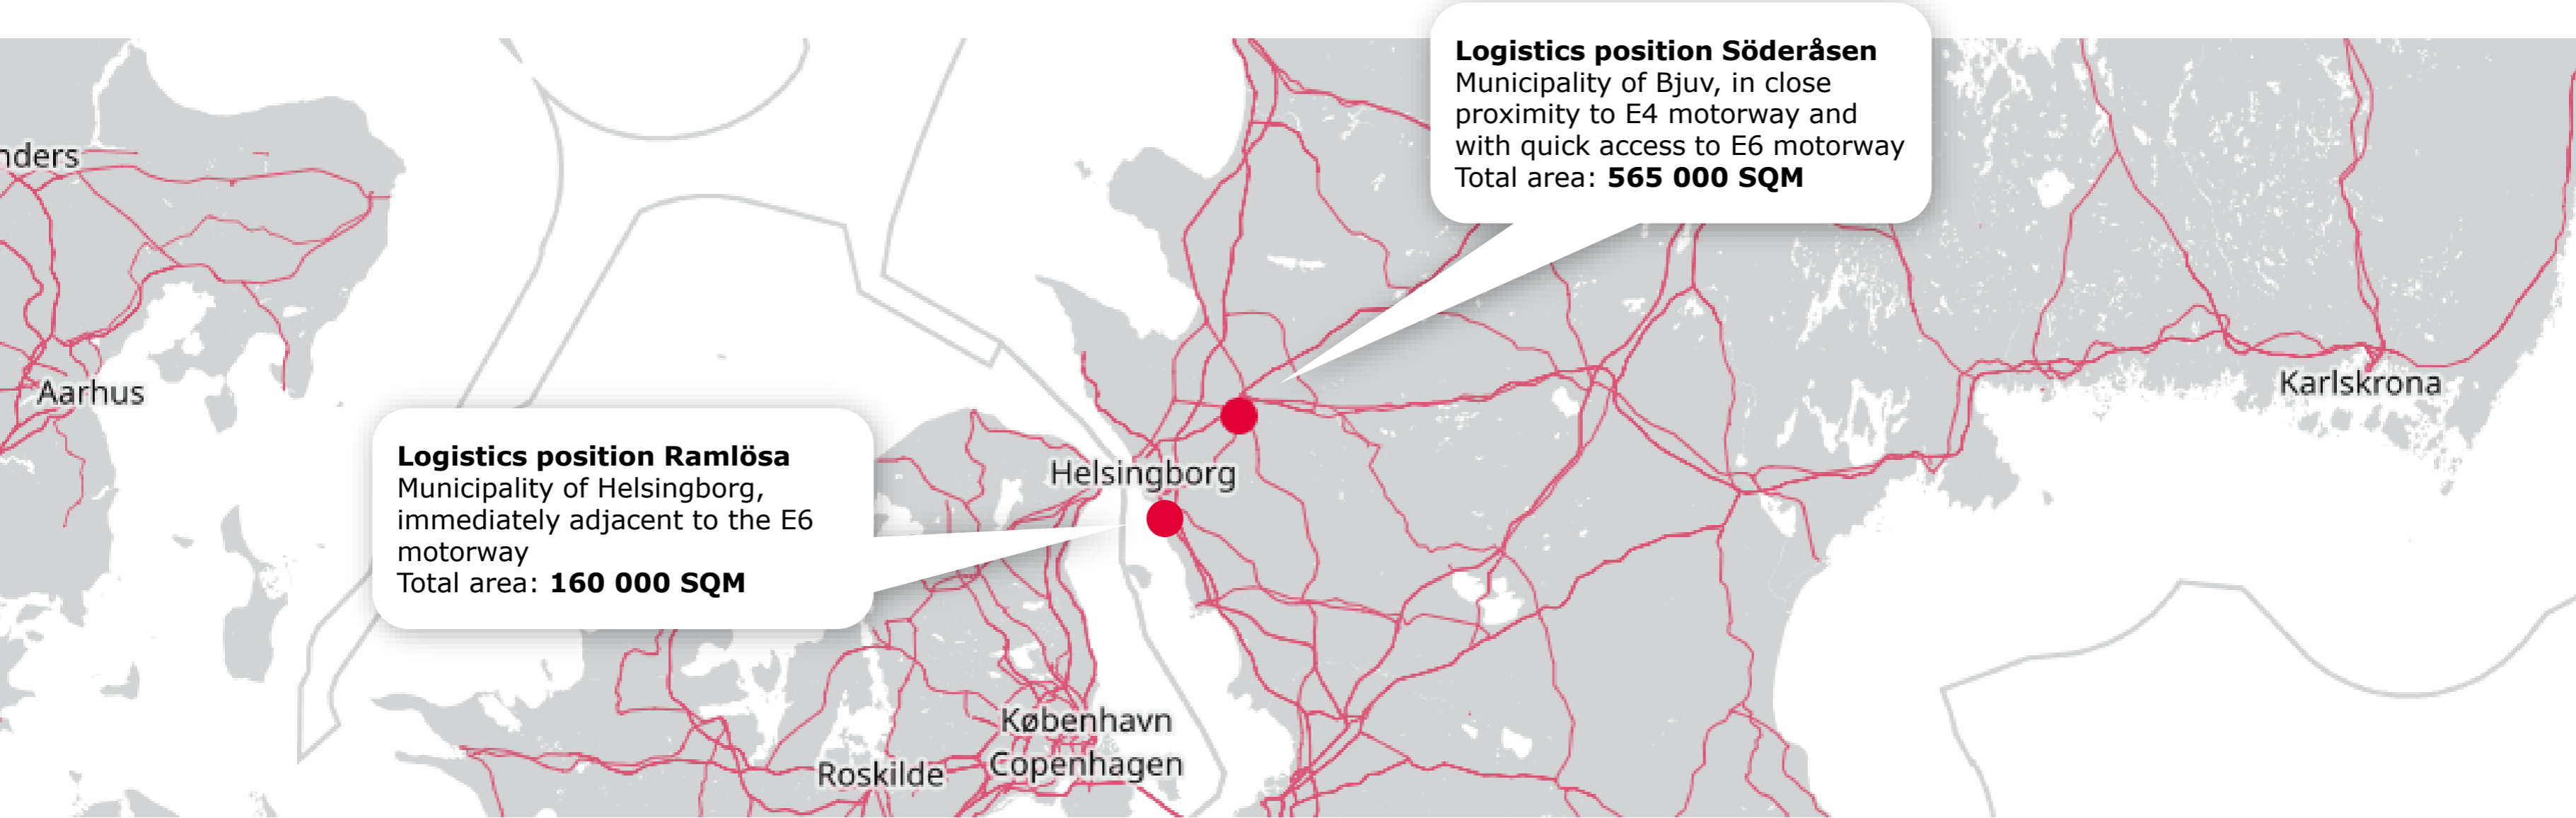 Logistics position Söderåsen
Municipality of Bjuv, in close
proximity to E4 motorway and
with quick access to E6 motorway
Total area: 565 000 SQM
nders
Aarhus
Karlskrona
Logistics position Ramlösa
Municipality of Helsingborg,
immediately adjacent to the E6
motorway
Total area: 160 000 SQM
Helsingborg
København
Copenhagen
Roskilde